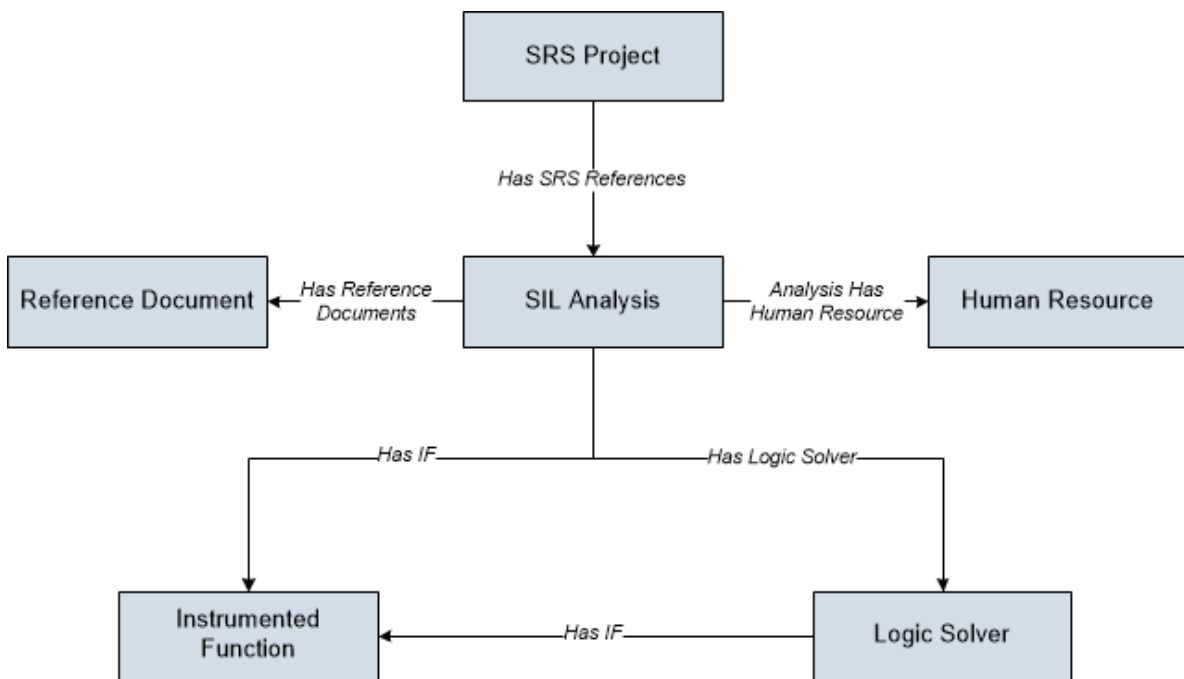 SRS Project
Has SRS References
Reference Document
Has Reference
Documents
SIL Analysis
Analysis Has
Human Resource
Human Resource
Has IF
Has Logic Solver
Instrumented
Function
Has IF
Logic Solver